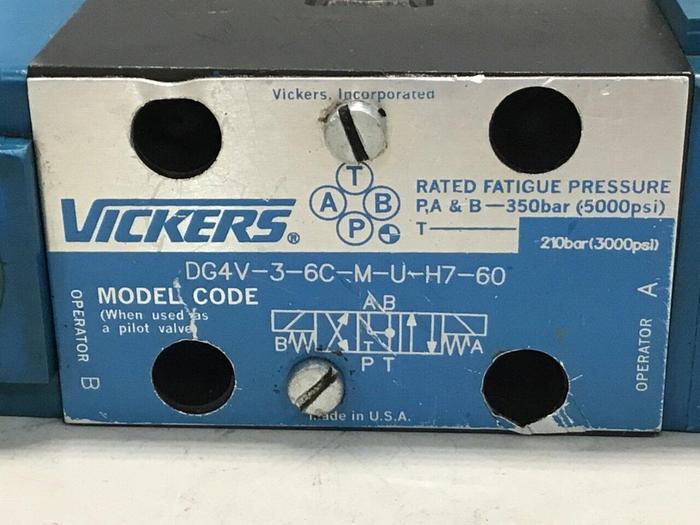 Vickers, Incorporated
T
A B
P
VICKERS®
RATED FATIGUE PRESSURE
P,A & B—350bar (5000psi)
T—
210bar (3000psi)
DG4V-3-6C-M-U-H7-60
MODEL CODE
(When used as
a pilot valve)
OPERATOR B
A B
B
T
A
P T
OPERATOR A
Made in U.S.A.